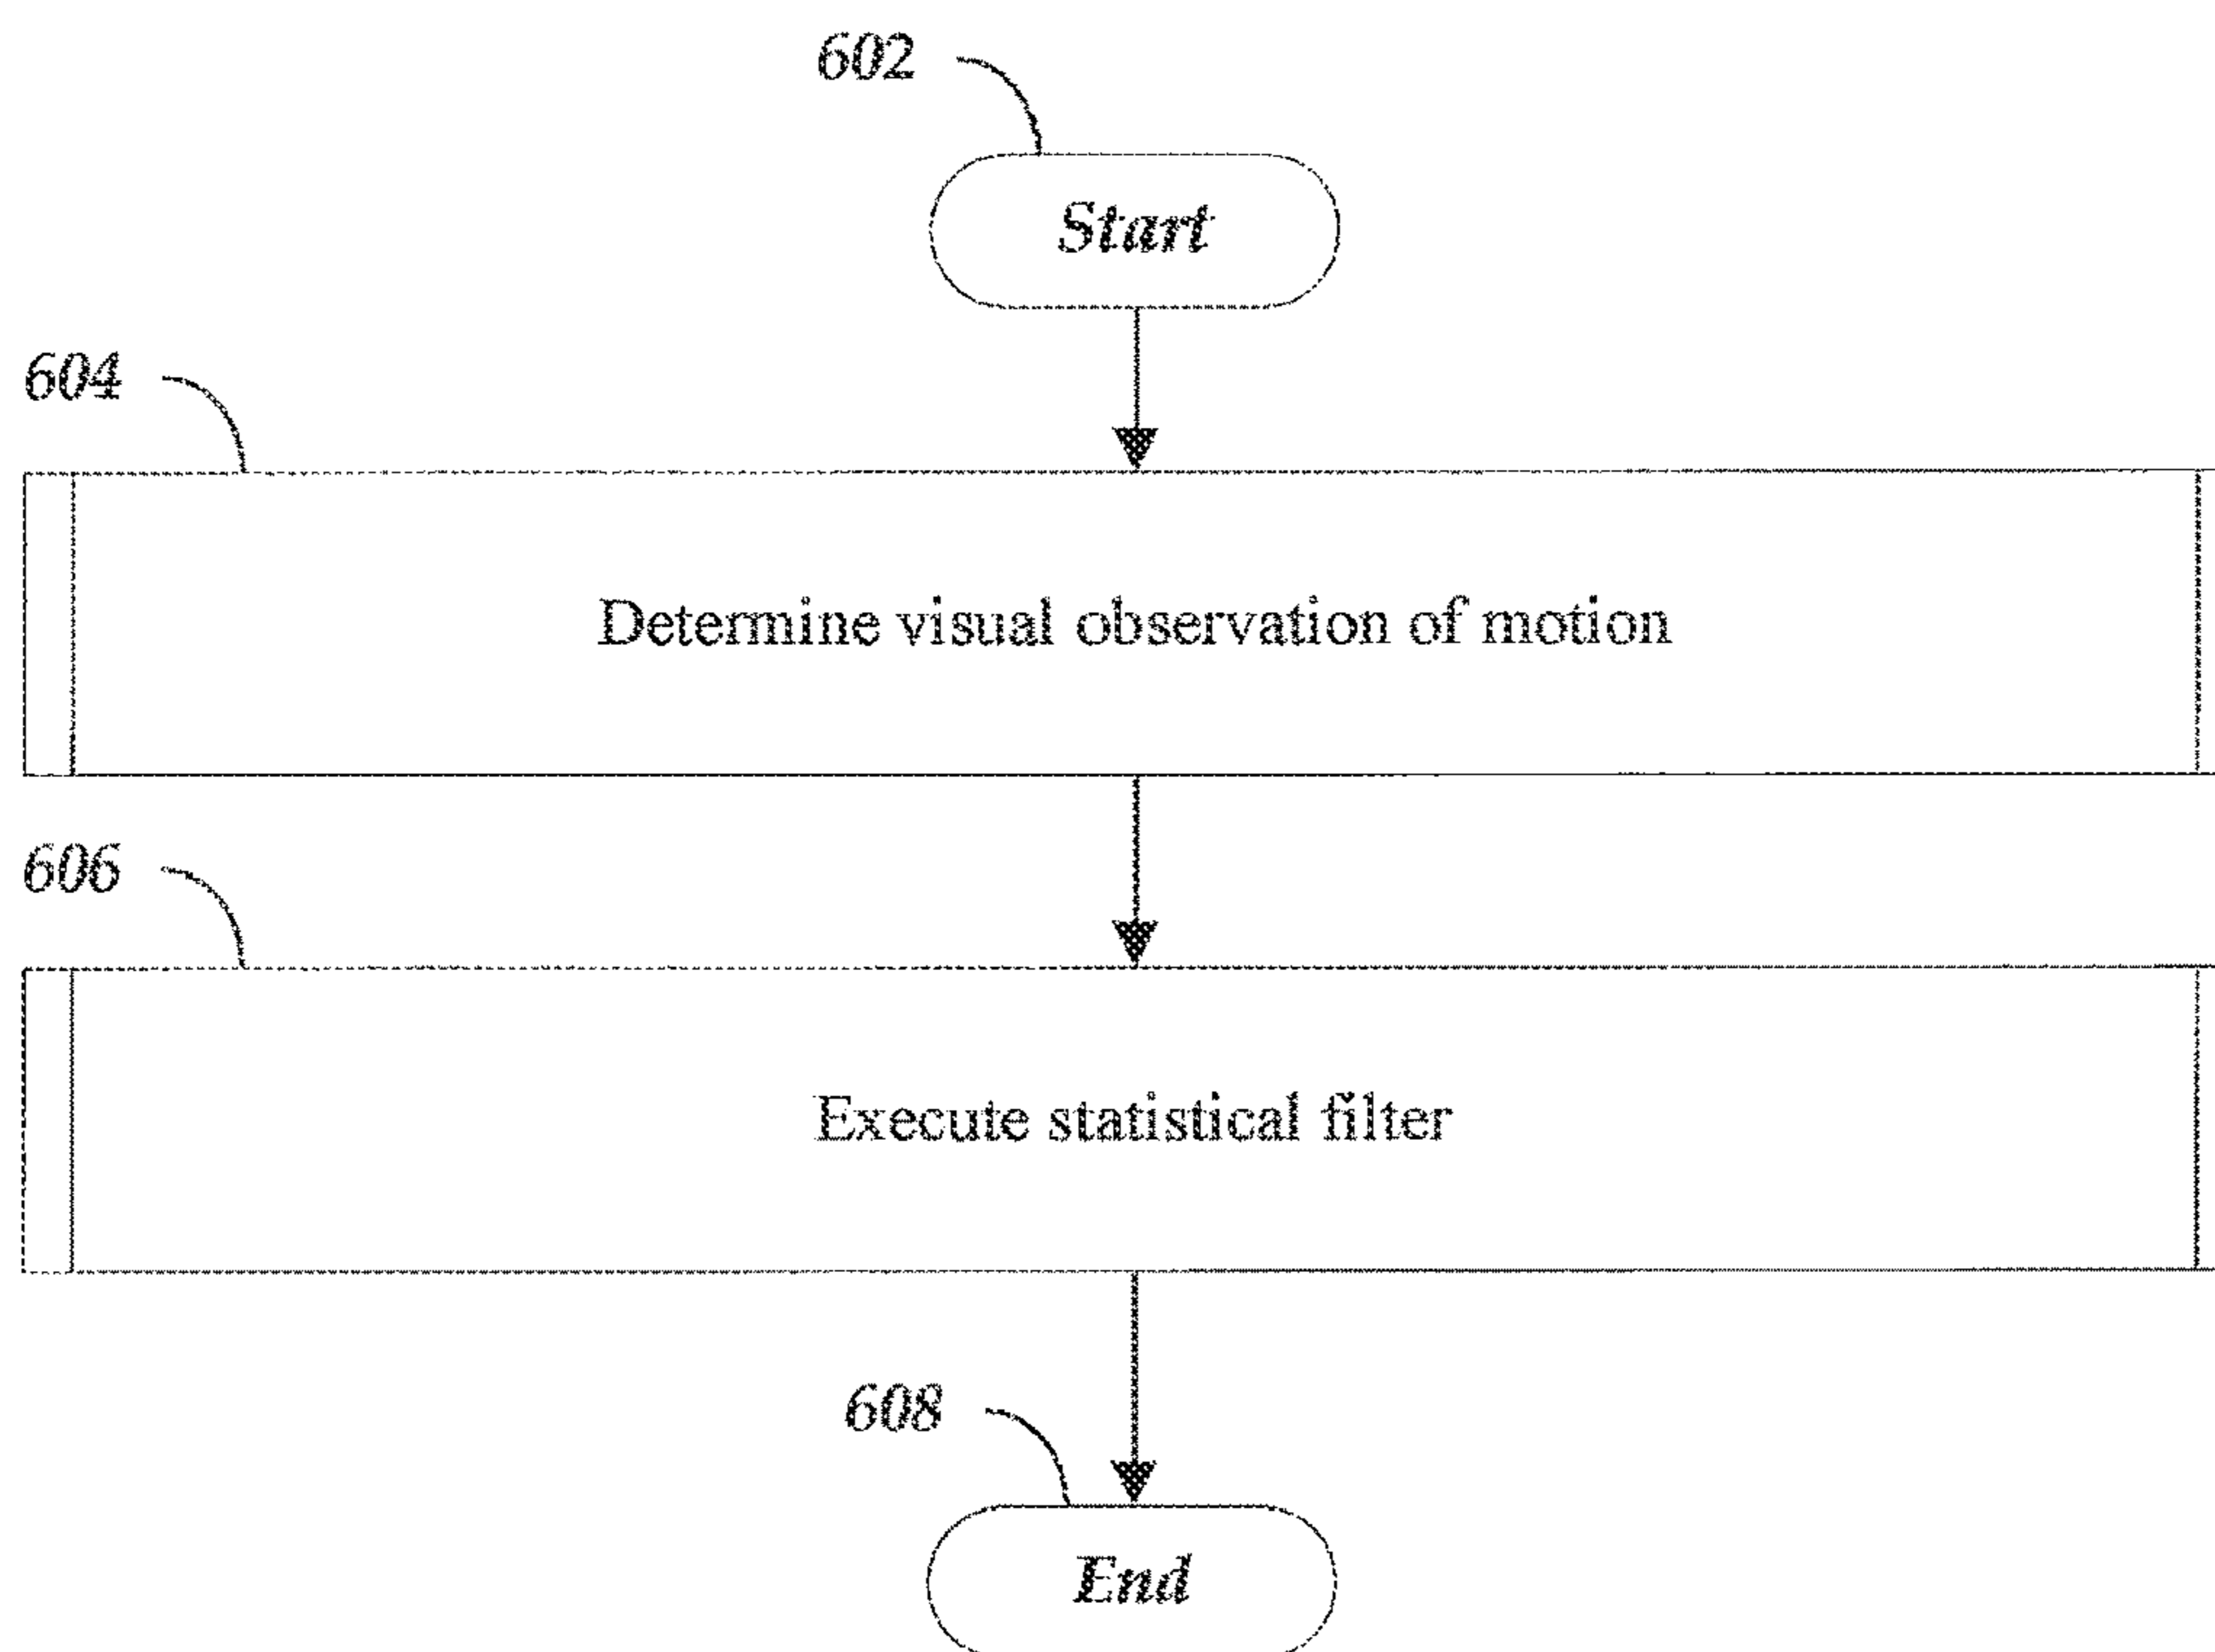 602
Start
604
Determine visual observation of motion
606
Execute statistical filter
608
End